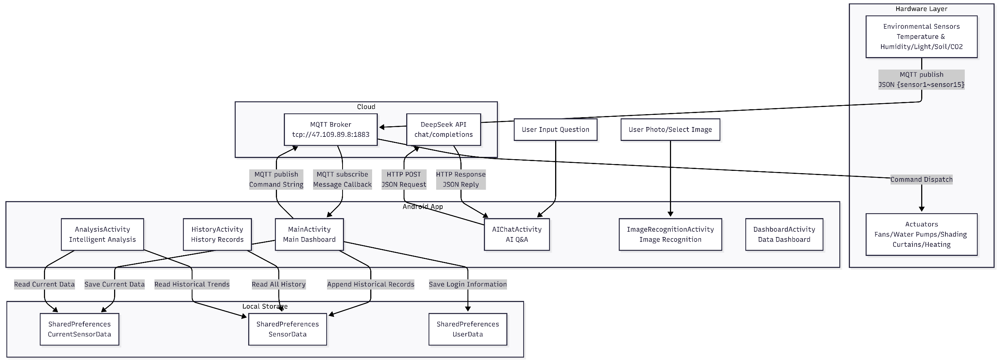 Hardware Layer
Environmental Sensors
Temperature &
Humidity/Light/Soil/CO2
MQTT publish
JSON {sensor1~sensor15}
Cloud
MQTT Broker
tcp://47.109.89.8:1883
DeepSeek API
chat/completions
User Input Question
User Photo/Select Image
MQTT publish
Command String
MQTT subscribe
Message Callback
HTTP POST
JSON Request
HTTP Response
JSON Reply
Command Dispatch
Android App
AnalysisActivity
Intelligent Analysis
HistoryActivity
History Records
MainActivity
Main Dashboard
AIChatActivity
AI Q&A
ImageRecognitionActivity
Image Recognition
DashboardActivity
Data Dashboard
Actuators
Fans/Water Pumps/Shading
Curtains/Heating
Read Current Data
Save Current Data
Read Historical Trends
Read All History
Append Historical Records
Save Login Information
Local Storage
SharedPreferences
CurrentSensorData
SharedPreferences
SensorData
SharedPreferences
UserData